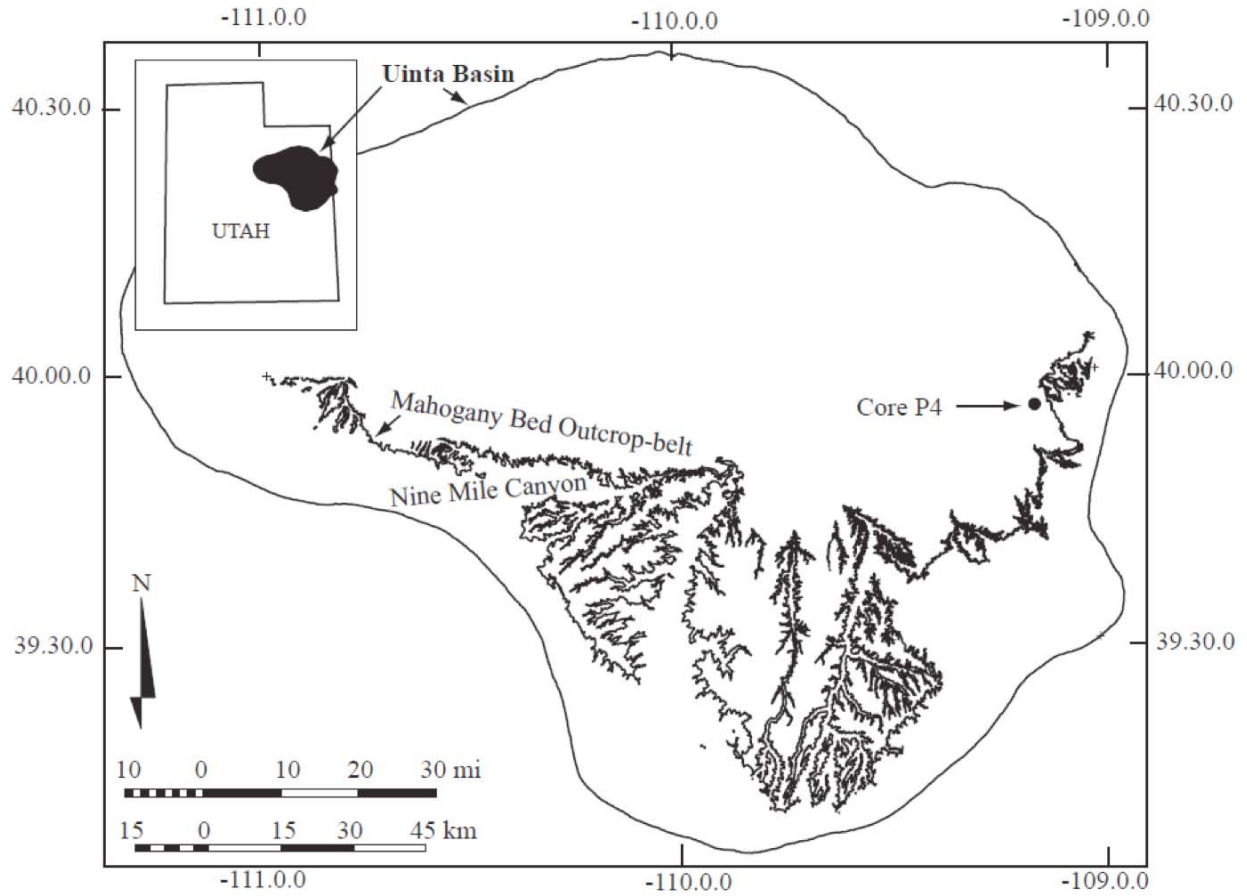 -111.0.0
-110.0.0
-109.0.0
Uinta Basin
40.30.0
40.30.0
UTAH
40.00.0
40.00.0
Core P4
Mahogany Bed Outcrop-belt
Nine Mile Canyon
N
39.30.0
39.30.0
10 0 10 20 30 mi
15 0 15 30 45 km
-111.0.0
-110.0.0
-109.0.0